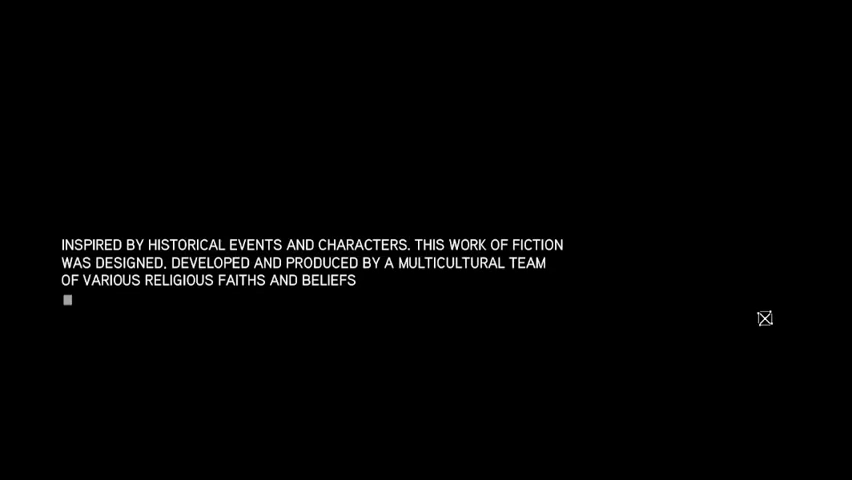 INSPIRED BY HISTORICAL EVENTS AND CHARACTERS. THIS WORK OF FICTION
WAS DESIGNED, DEVELOPED AND PRODUCED BY A MULTICULTURAL TEAM
OF VARIOUS RELIGIOUS FAITHS AND BELIEFS